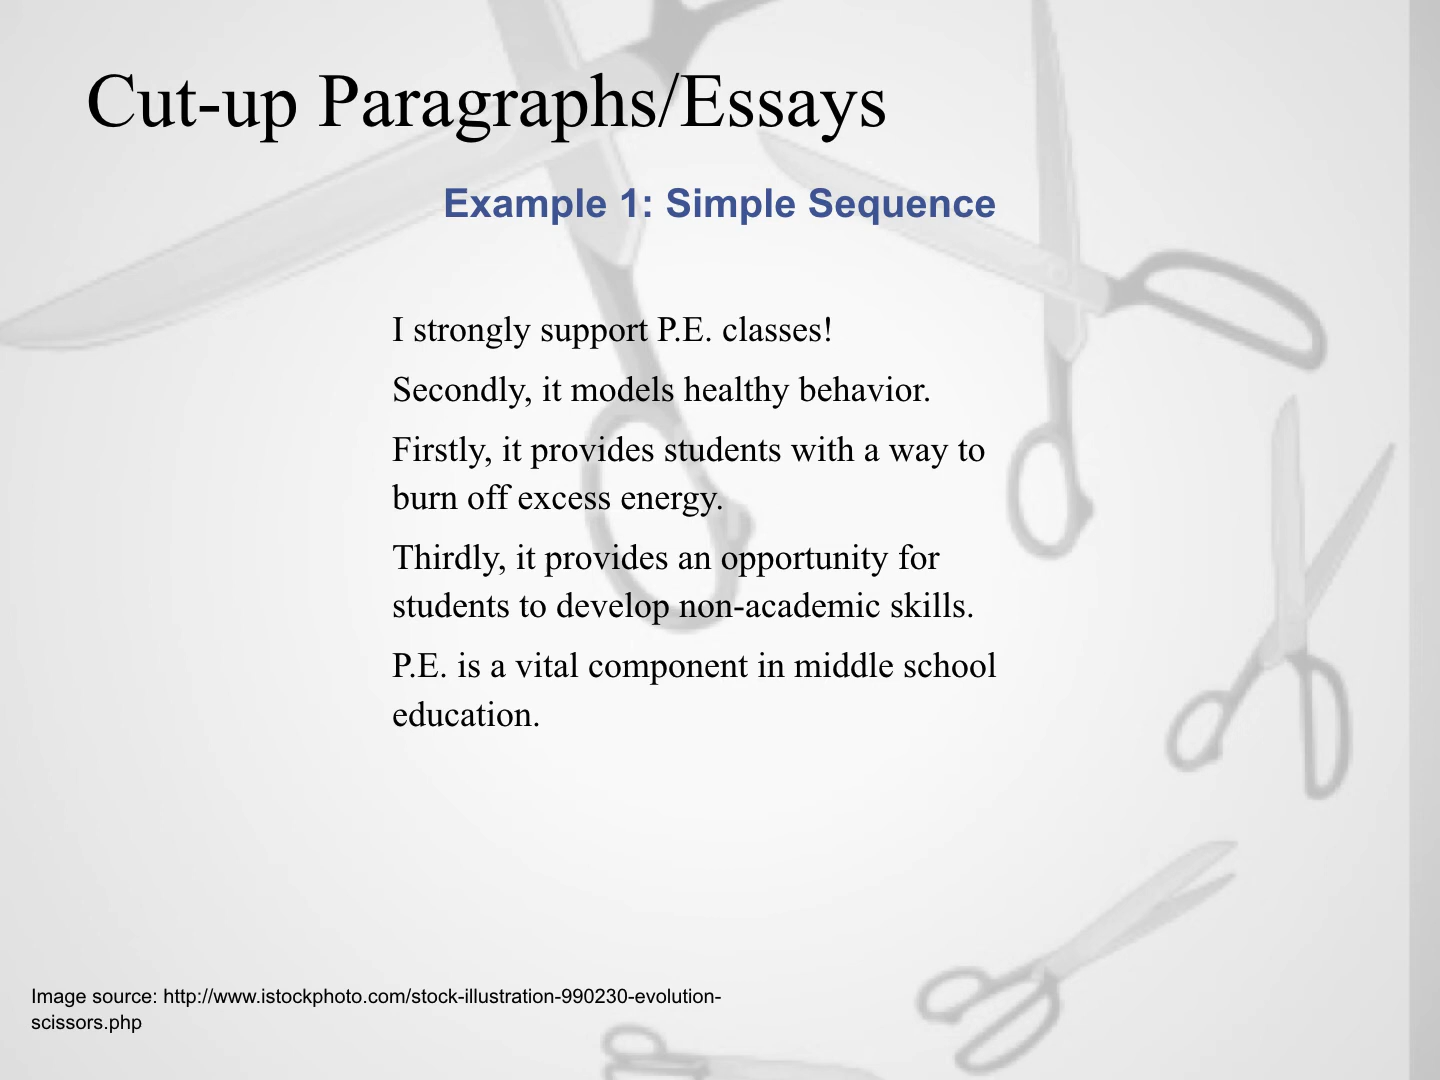 Cut-up Paragraphs/Essays
Example 1: Simple Sequence
I strongly support P.E. classes!
Secondly, it models healthy behavior.
Firstly, it provides students with a way to
burn off excess energy.
Thirdly, it provides an opportunity for
students to develop non-academic skills.
P.E. is a vital component in middle school
education.
Image source: http://www.istockphoto.com/stock-illustration-990230-evolution-
scissors.php